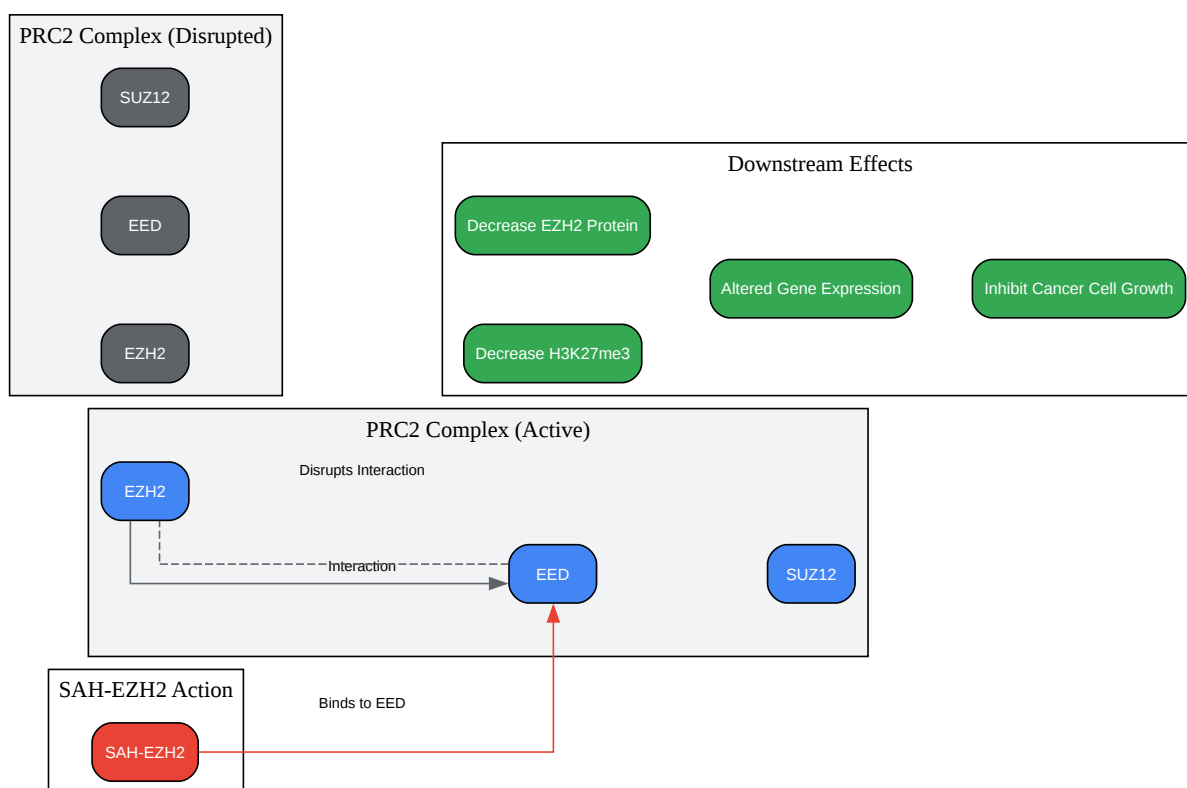 PRC2 Complex (Disrupted)
SUZ12
EED
EZH2
Downstream Effects
Decrease EZH2 Protein
Altered Gene Expression
Inhibit Cancer Cell Growth
Decrease H3K27me3
PRC2 Complex (Active)
Disrupts Interaction
EZH2
Interaction
EED
SUZ12
SAH-EZH2 Action
Binds to EED
SAH-EZH2